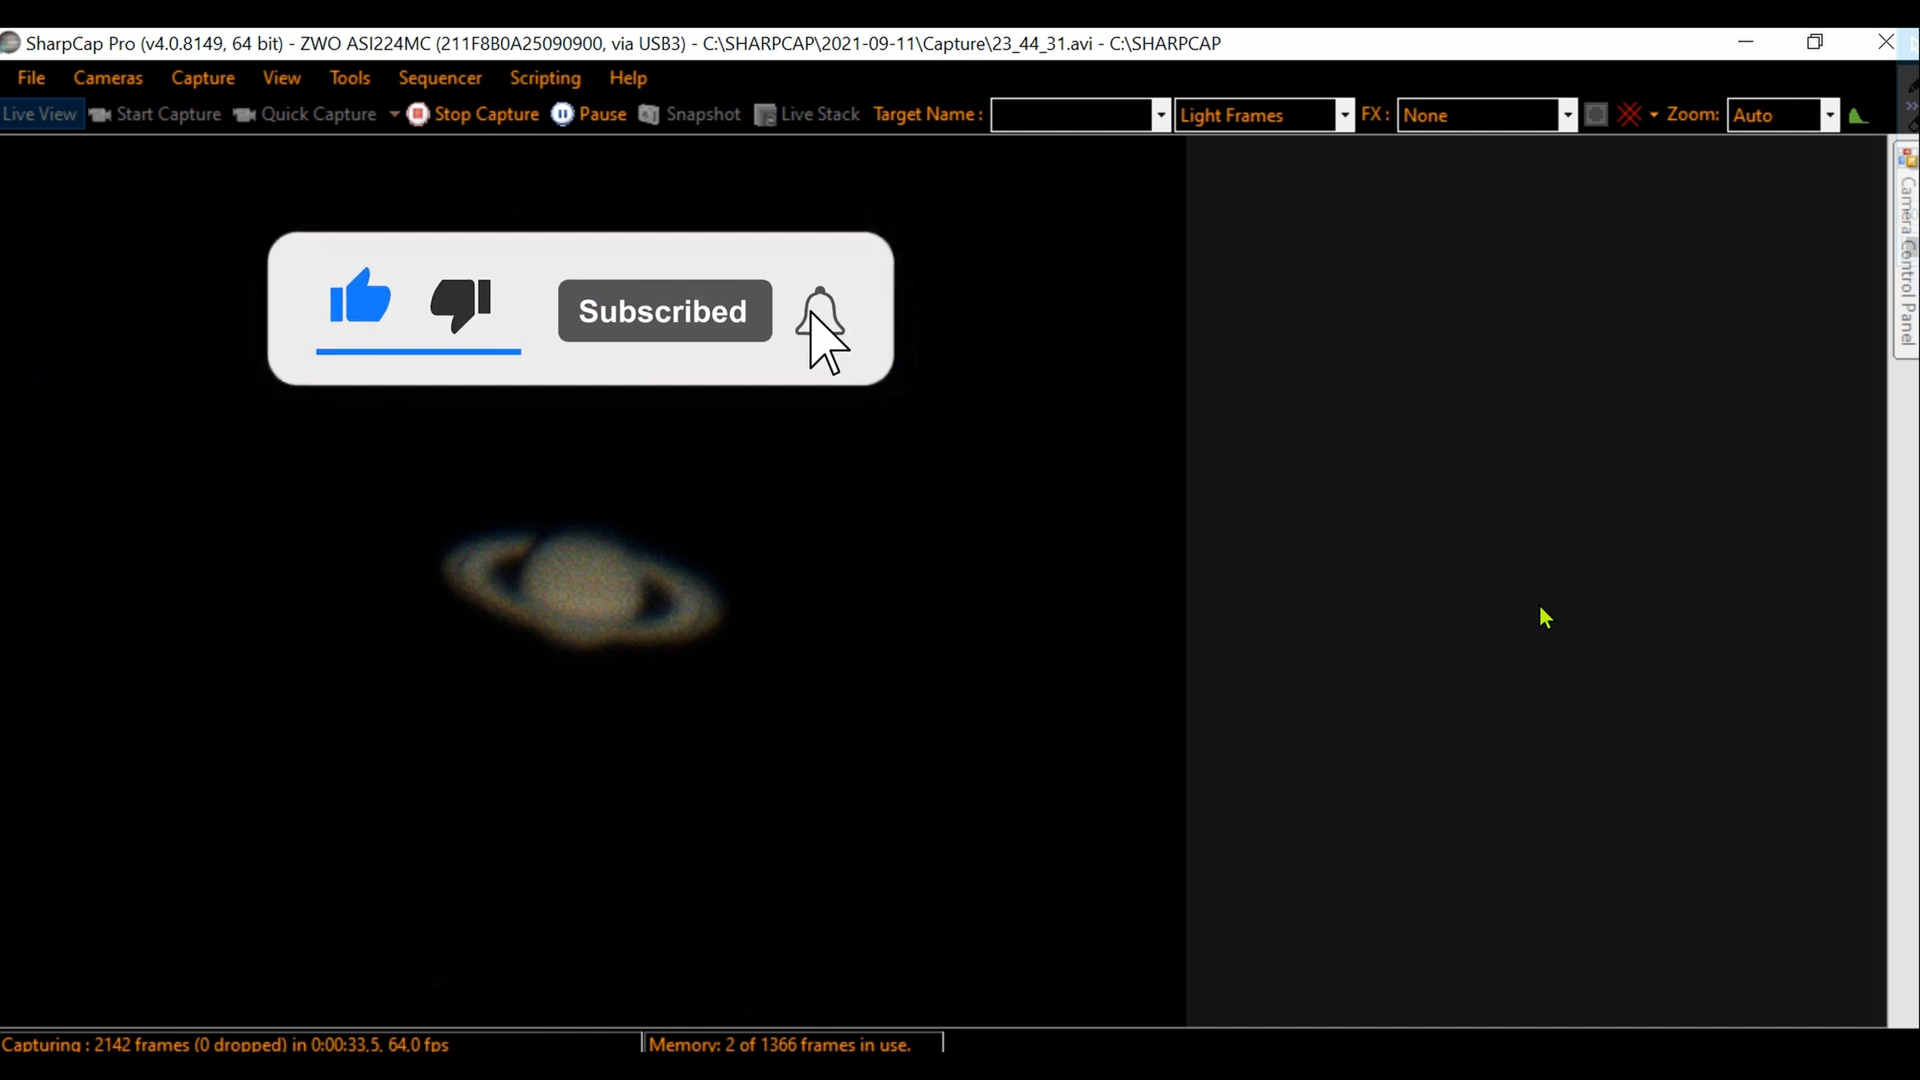 SharpCap Pro (v4.0.8149, 64 bit) - ZWO ASI224MC (211F8B0A25090900, via USB3) - C:\SHARPCAP\2021-09-11\Capture\23_44_31.avi - C:\SHARPCAP
File Cameras Capture View Tools Sequencer Scripting Help
Live View Start Capture Quick Capture Stop Capture Pause Snapshot Live Stack Target Name : Light Frames FX : None Zoom: Auto
Camera Control Panel
Subscribed
Capturing : 2142 frames (0 dropped) in 0:00:33,5, 64,0 fps
Memory: 2 of 1366 frames in use.